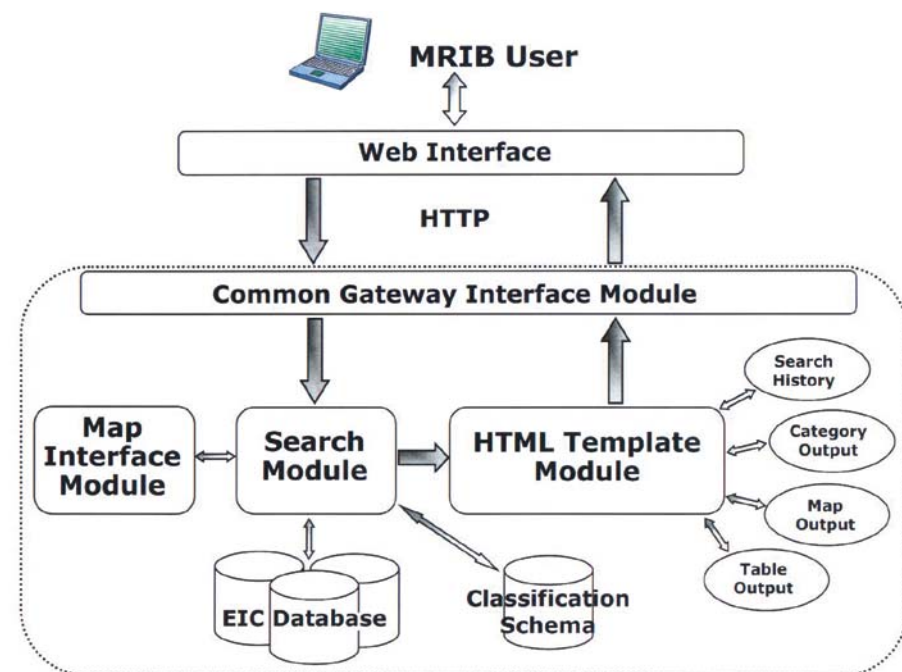 MRIB User
Web Interface
HTTP
Common Gateway Interface Module
Map
Interface
Module
Search
Module
HTML Template
Module
Search
History
Category
Output
Map
Output
Table
Output
EIC Database
Classification
Schema